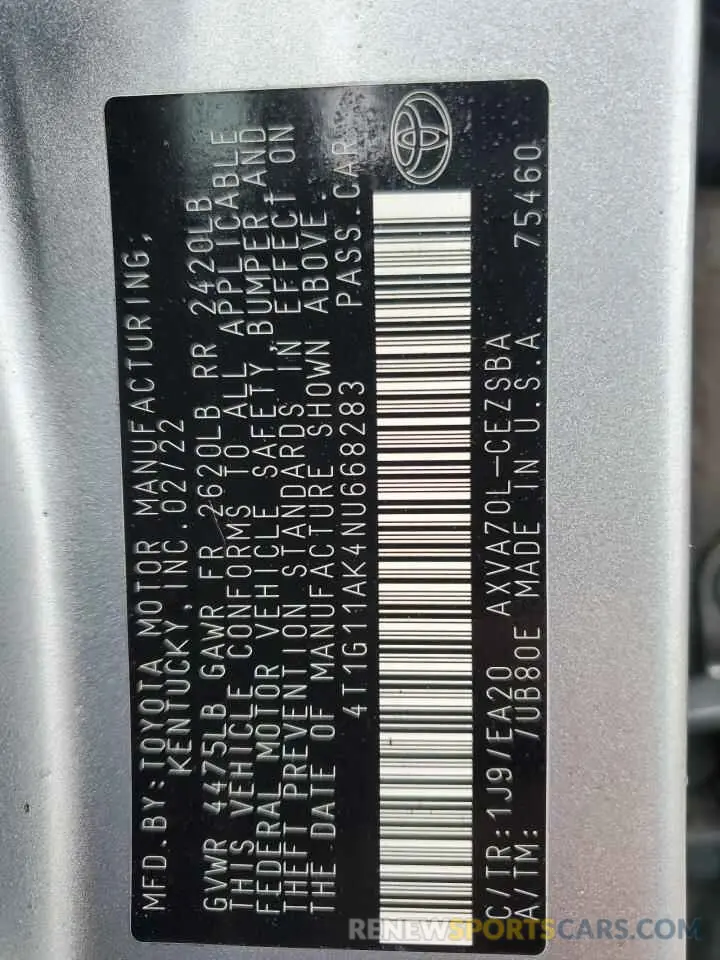 MFD.BY:TOYOTA MOTOR MANUFACTURING,
KENTUCKY, INC.02/22
GVWR 4475LB GAWR FR 2620LB RR 2420LB
THIS VEHICLE CONFORMS TO ALL APPLICABLE
FEDERAL MOTOR VEHICLE SAFETY, BUMPER AND
THEFT PREVENTION STANDARDS IN EFFECT ON
THE DATE OF MANUFACTURE SHOWN ABOVE.
4T1G11AK4NU668283 PASS.CAR
C/TR:1J9/EA20 AXVA70L-CEZSBA
A/TM: /UB80E MADE IN U.S.A. 75460
RENEWSPORTSCARS.COM